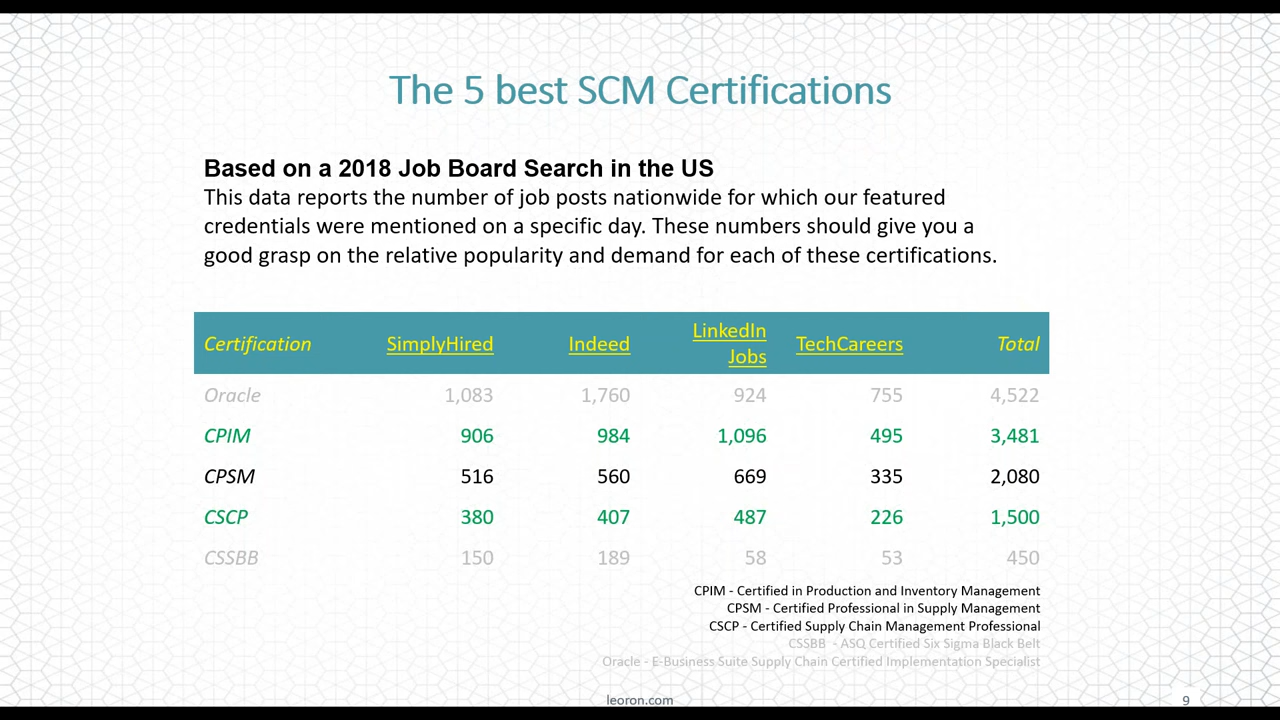 The 5 best SCM Certifications
Based on a 2018 Job Board Search in the US
This data reports the number of job posts nationwide for which our featured
credentials were mentioned on a specific day. These numbers should give you a
good grasp on the relative popularity and demand for each of these certifications.
Certification SimplyHired Indeed LinkedIn Jobs TechCareers Total
Oracle 1,083 1,760 924 755 4,522
CPIM 906 984 1,096 495 3,481
CPSM 516 560 669 335 2,080
CSCP 380 407 487 226 1,500
CSSBB 150 189 58 53 450
CPIM - Certified in Production and Inventory Management
CPSM - Certified Professional in Supply Management
CSCP - Certified Supply Chain Management Professional
CSSBB - ASQ Certified Six Sigma Black Belt
Oracle - E-Business Suite Supply Chain Certified Implementation Specialist
leoron.com
9